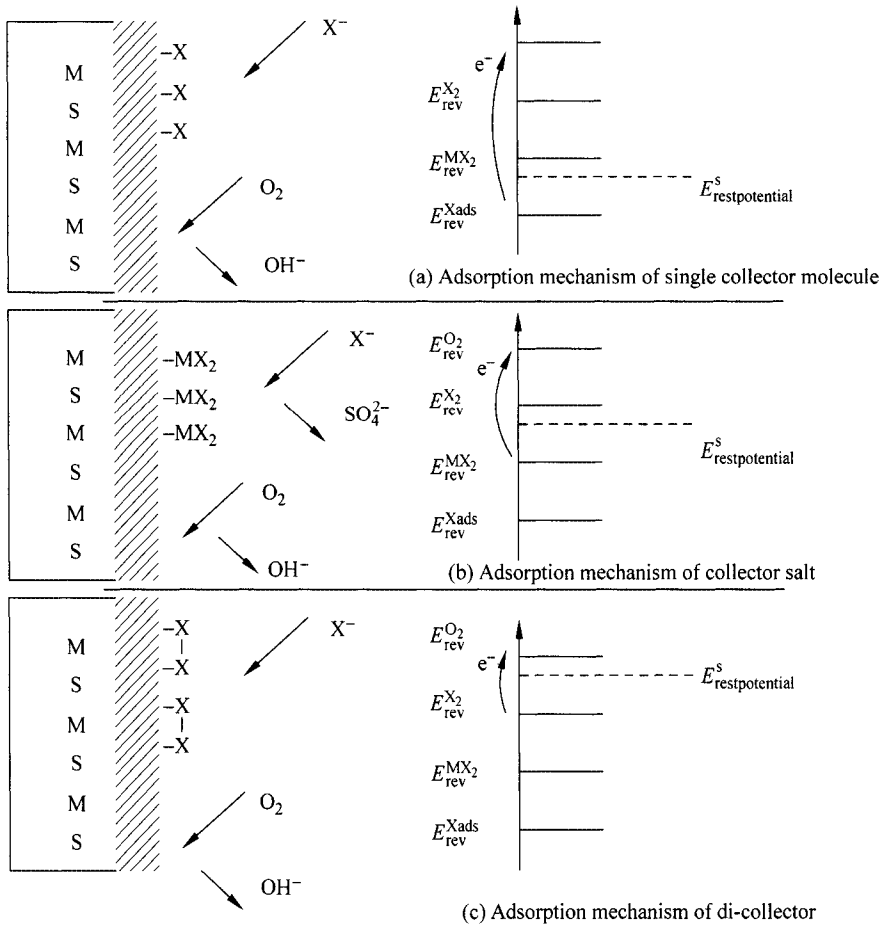 X⁻
–X
M
–X
S
–X
M
S
O₂
M
S
OH⁻
e⁻
E_rev^X₂
E_rev^MX₂
E_restpotential^s
E_rev^Xads
(a) Adsorption mechanism of single collector molecule
X⁻
M
–MX₂
S
–MX₂
SO₄²⁻
M
–MX₂
S
O₂
M
S
OH⁻
E_rev^O₂
e⁻
E_rev^X₂
E_restpotential^s
E_rev^MX₂
E_rev^Xads
(b) Adsorption mechanism of collector salt
–X
X⁻
M
–X
S
–X
M
–X
S
O₂
M
S
OH⁻
E_rev^O₂
e⁻
E_restpotential^s
E_rev^X₂
E_rev^MX₂
E_rev^Xads
(c) Adsorption mechanism of di-collector